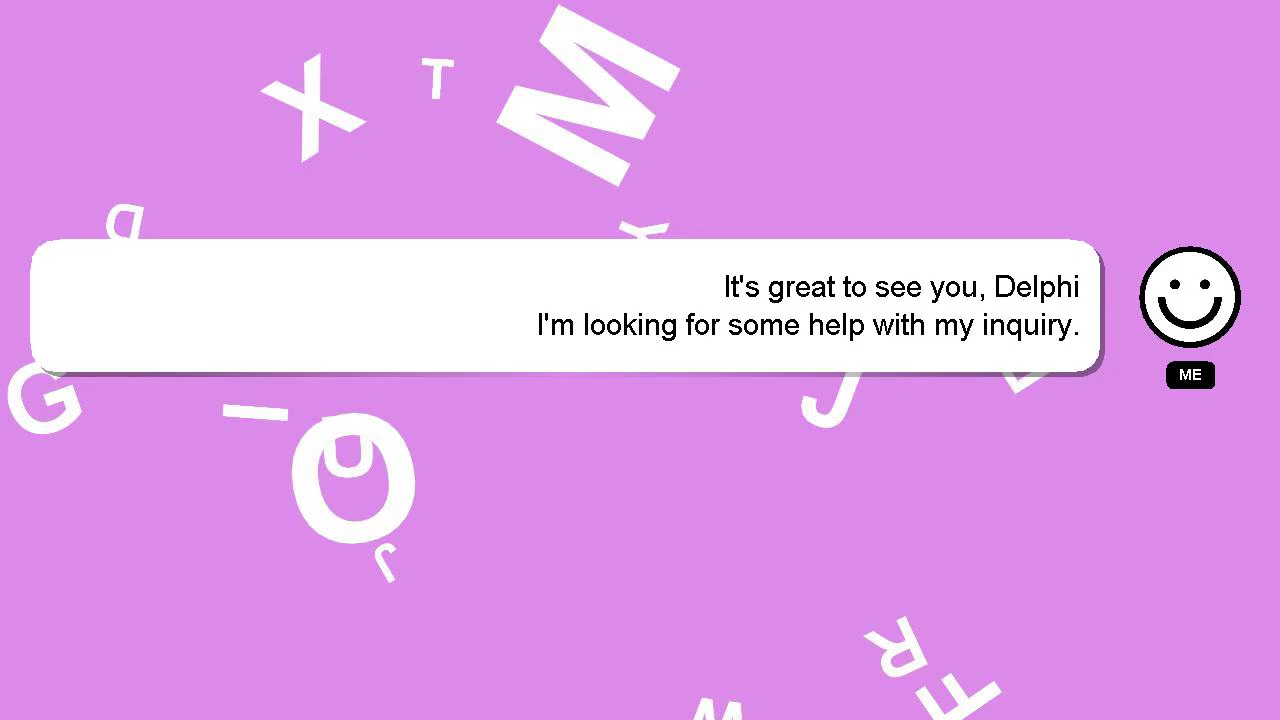 X
T
M
D
Y
It's great to see you, Delphi
I'm looking for some help with my inquiry.
ME
G
I
J
O
U
J
R
F
W